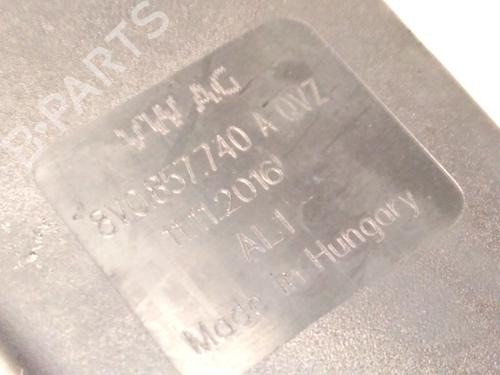 B-PARTS
VW AG
8V0.857.740 A 0VZ
11.11.2016
AL1
Made in Hungary